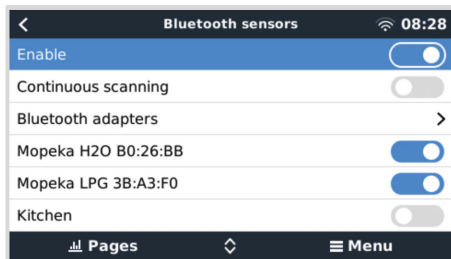 Bluetooth sensors 08:28
Enable
Continuous scanning
Bluetooth adapters
Mopeka H2O B0:26:BB
Mopeka LPG 3B:A3:F0
Kitchen
Pages Menu